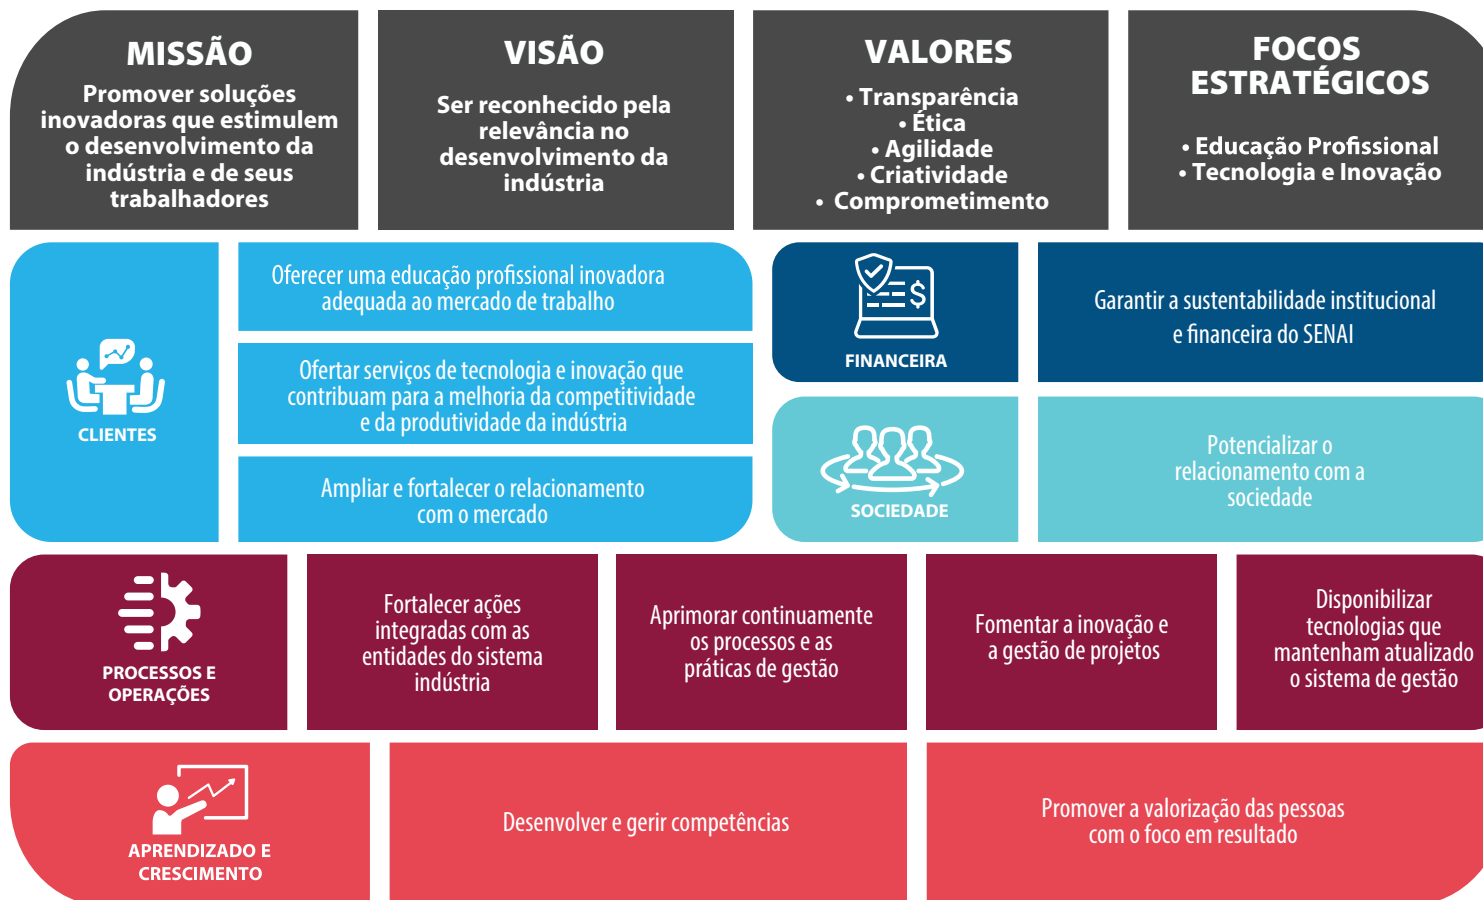 MISSÃO
Promover soluções
inovadoras que estimulem
o desenvolvimento da
indústria e de seus
trabalhadores
VISÃO
Ser reconhecido pela
relevância no
desenvolvimento da
indústria
VALORES
• Transparência
• Ética
• Agilidade
• Criatividade
• Comprometimento
FOCOS
ESTRATÉGICOS
• Educação Profissional
• Tecnologia e Inovação
CLIENTES
Oferecer uma educação profissional inovadora
adequada ao mercado de trabalho
Ofertar serviços de tecnologia e inovação que
contribuam para a melhoria da competitividade
e da produtividade da indústria
Ampliar e fortalecer o relacionamento
com o mercado
$
FINANCEIRA
Garantir a sustentabilidade institucional
e financeira do SENAI
SOCIEDADE
Potencializar o
relacionamento com a
sociedade
PROCESSOS E
OPERAÇÕES
Fortalecer ações
integradas com as
entidades do sistema
indústria
Aprimorar continuamente
os processos e as
práticas de gestão
Fomentar a inovação e
a gestão de projetos
Disponibilizar
tecnologias que
mantenham atualizado
o sistema de gestão
APRENDIZADO E
CRESCIMENTO
Desenvolver e gerir competências
Promover a valorização das pessoas
com o foco em resultado